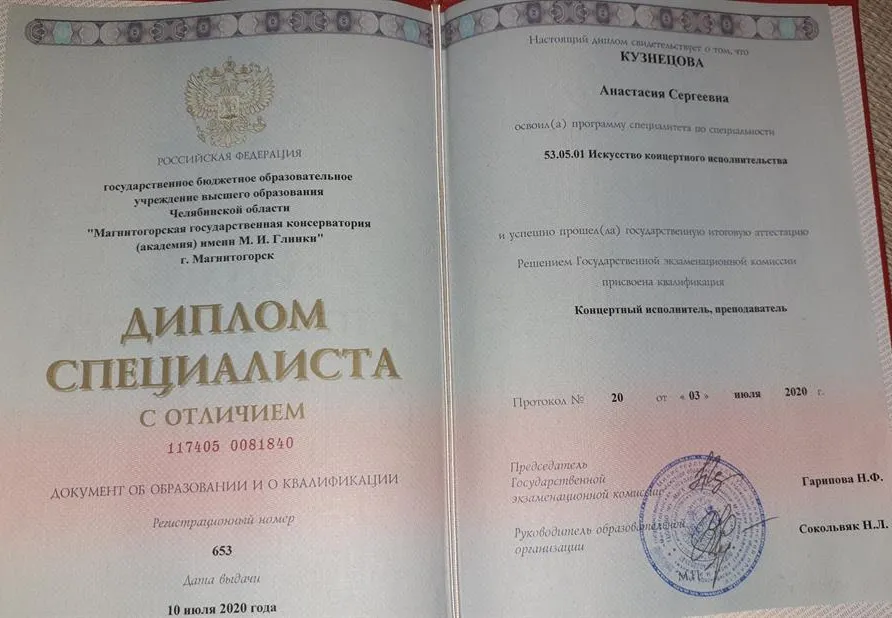 РОССИЙСКАЯ ФЕДЕРАЦИЯ
государственное бюджетное образовательное
учреждение высшего образования
Челябинской области
"Магнитогорская государственная консерватория
(академия) имени М. И. Глинки"
г. Магнитогорск
ДИПЛОМ
СПЕЦИАЛИСТА
С ОТЛИЧИЕМ
117405 0081840
ДОКУМЕНТ ОБ ОБРАЗОВАНИИ И О КВАЛИФИКАЦИИ
Регистрационный номер
653
Дата выдачи
10 июля 2020 года
Настоящий диплом свидетельствует о том, что
КУЗНЕЦОВА
Анастасия Сергеевна
освоил(а) программу специалитета по специальности
53.05.01 Искусство концертного исполнительства
и успешно прошел(ла) государственную итоговую аттестацию
Решением Государственной экзаменационной комиссии
присвоена квалификация
Концертный исполнитель, преподаватель
Протокол № 20 от « 03 » июля 2020 г.
Председатель
Государственной
экзаменационной комиссии Гарипова Н.Ф.
Руководитель образовательной
организации Сокольвяк Н.Л.
М.П.